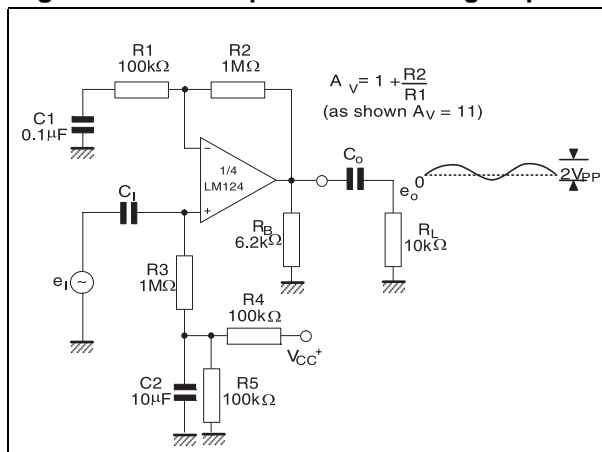 R1
100kΩ
R2
1MΩ
A V = 1 + R2/R1
(as shown AV = 11)
C1
0.1µF
1/4
LM124
−
+
CI
CO
eo
0
2VPP
RB
6.2kΩ
RL
10kΩ
eI
~
R3
1MΩ
R4
100kΩ
VCC+
C2
10µF
R5
100kΩ